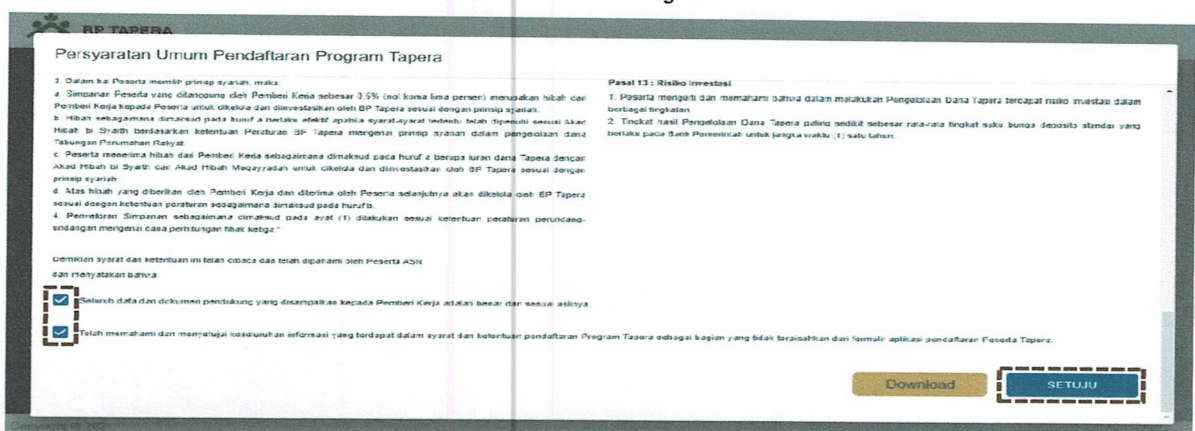 BP TAPERA
Persyaratan Umum Pendaftaran Program Tapera
3. Dalam hal Peserta memilih prinsip syariah, maka:
a. Simpanan Peserta yang ditanggung oleh Pemberi Kerja sebesar 0,5% (nol koma lima persen) merupakan hibah dari
Pemberi Kerja kepada Peserta untuk dikelola dan diinvestasikan oleh BP Tapera sesuai dengan prinsip syariah.
b. Hibah sebagaimana dimaksud pada huruf a berlaku efektif apabila syarat-syarat tertentu telah dipenuhi sesuai Akad
Hibah bi Syarth berdasarkan ketentuan Peraturan BP Tapera mengenai prinsip syariah dalam pengelolaan dana
Tabungan Perumahan Rakyat.
c. Peserta menerima hibah dari Pemberi Kerja sebagaimana dimaksud pada huruf a berupa iuran dana Tapera dengan
Akad Hibah bi Syarth dan Akad Hibah Muqayyadah untuk dikelola dan diinvestasikan oleh BP Tapera sesuai dengan
prinsip syariah.
d. Atas hibah yang diberikan oleh Pemberi Kerja dan diterima oleh Peserta selanjutnya akan dikelola oleh BP Tapera
sesuai dengan ketentuan peraturan sebagaimana dimaksud pada huruf b.
4. Penyetoran Simpanan sebagaimana dimaksud pada ayat (1) dilakukan sesuai ketentuan peraturan perundang-
undangan mengenai dana perhitungan fihak ketiga."
Demikian syarat dan ketentuan ini telah dibaca dan telah dipahami oleh Peserta ASN
dan menyatakan bahwa:
Seluruh data dan dokumen pendukung yang disampaikan kepada Pemberi Kerja adalah benar dan sesuai aslinya.
Telah memahami dan menyetujui keseluruhan informasi yang terdapat dalam syarat dan ketentuan pendaftaran Program Tapera sebagai bagian yang tidak terpisahkan dari formulir aplikasi pendaftaran Peserta Tapera.
Pasal 13 : Risiko Investasi
1. Peserta mengerti dan memahami bahwa dalam melakukan Pengelolaan Dana Tapera terdapat risiko investasi dalam
berbagai tingkatan.
2. Tingkat hasil Pengelolaan Dana Tapera paling sedikit sebesar rata-rata tingkat suku bunga deposito standar yang
berlaku pada Bank Pemerintah untuk jangka waktu (1) satu tahun.
Download
SETUJU